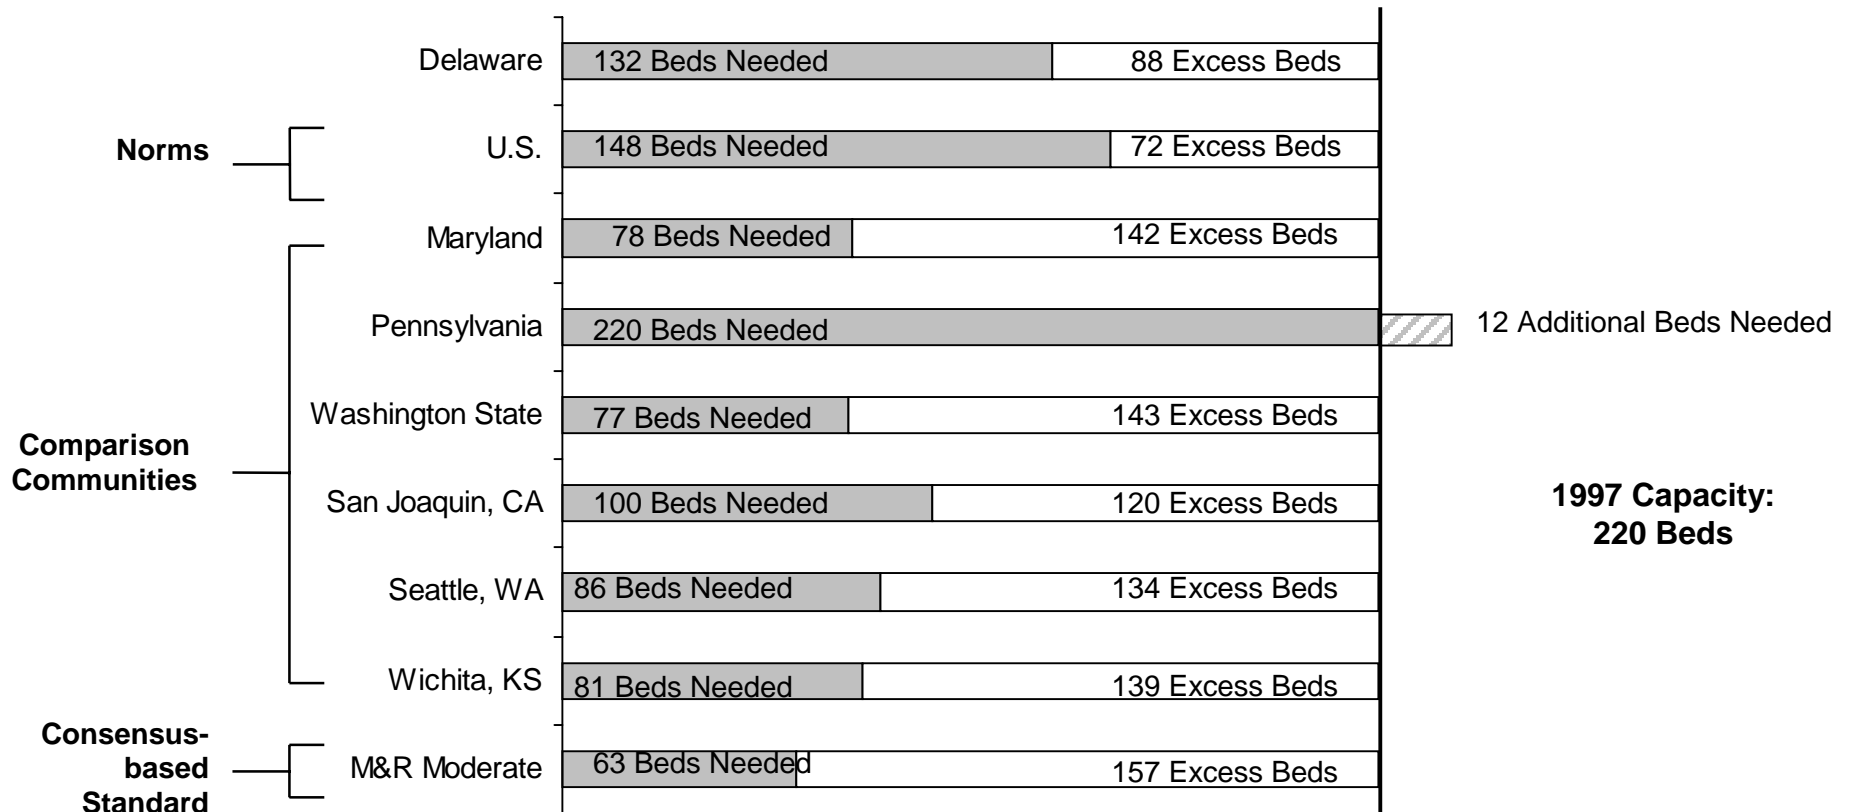 Delaware 132 Beds Needed 88 Excess Beds
Norms U.S. 148 Beds Needed 72 Excess Beds
Maryland 78 Beds Needed 142 Excess Beds
Pennsylvania 220 Beds Needed 12 Additional Beds Needed
Washington State 77 Beds Needed 143 Excess Beds
Comparison
Communities
San Joaquin, CA 100 Beds Needed 120 Excess Beds
1997 Capacity:
220 Beds
Seattle, WA 86 Beds Needed 134 Excess Beds
Wichita, KS 81 Beds Needed 139 Excess Beds
Consensus-
based
Standard
M&R Moderate 63 Beds Needed 157 Excess Beds